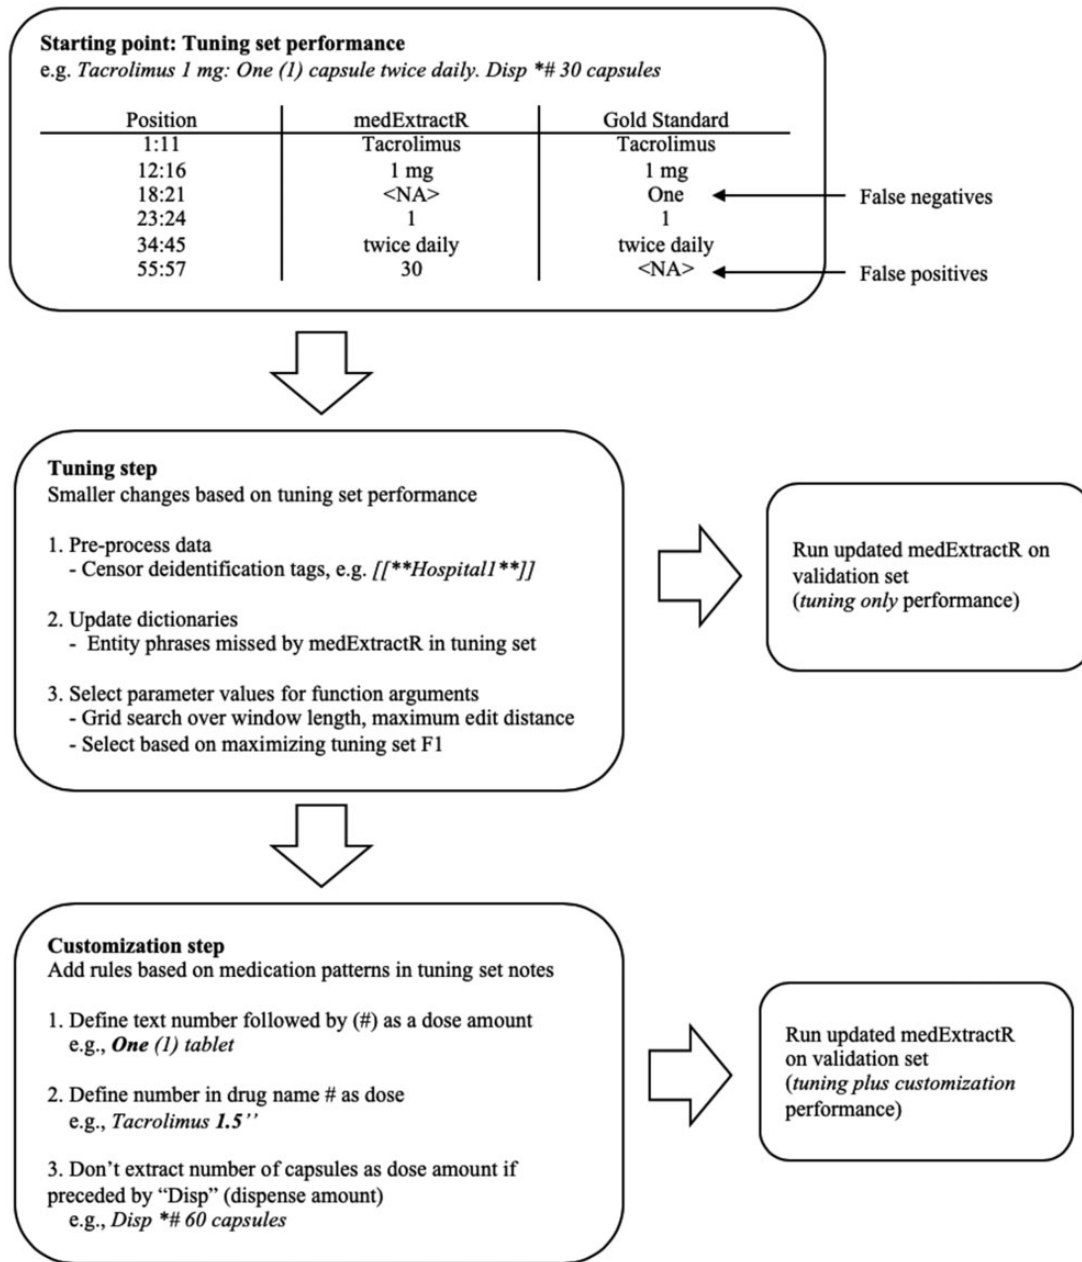 Starting point: Tuning set performance
e.g. Tacrolimus 1 mg: One (1) capsule twice daily. Disp *# 30 capsules
Position medExtractR Gold Standard
1:11 Tacrolimus Tacrolimus
12:16 1 mg 1 mg
18:21 <NA> One False negatives
23:24 1 1
34:45 twice daily twice daily
55:57 30 <NA> False positives
Tuning step
Smaller changes based on tuning set performance
1. Pre-process data
- Censor deidentification tags, e.g. [[**Hospital1**]]
2. Update dictionaries
- Entity phrases missed by medExtractR in tuning set
3. Select parameter values for function arguments
- Grid search over window length, maximum edit distance
- Select based on maximizing tuning set F1
Run updated medExtractR on
validation set
(tuning only performance)
Customization step
Add rules based on medication patterns in tuning set notes
1. Define text number followed by (#) as a dose amount
e.g., One (1) tablet
2. Define number in drug name # as dose
e.g., Tacrolimus 1.5’’
3. Don’t extract number of capsules as dose amount if
preceded by “Disp” (dispense amount)
e.g., Disp *# 60 capsules
Run updated medExtractR
on validation set
(tuning plus customization
performance)